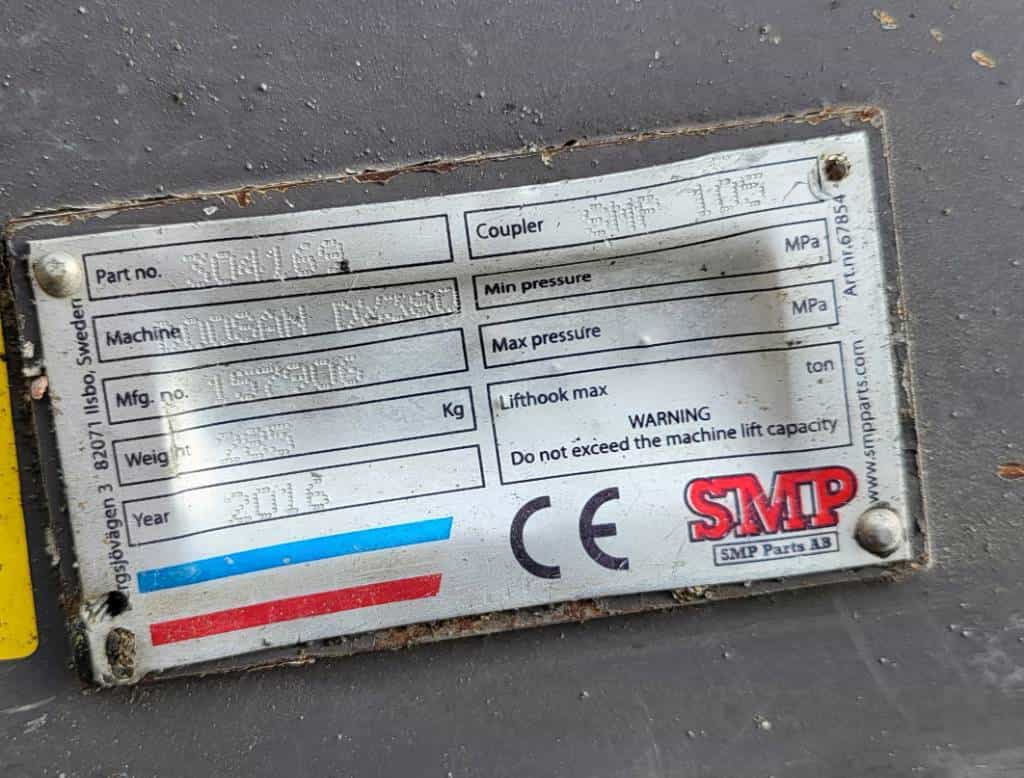 Part no. 304169
Machine DOOSAN
Mfg. no. 157906
Weight Kg
Year 2016
Coupler SMP
Min pressure MPa
Max pressure MPa
Lifthook max ton
WARNING
Do not exceed the machine lift capacity
CE
SMP
SMP Parts AB
3 82071 Ilsbo, Sweden
www.smpparts.com
Art.nr.67854